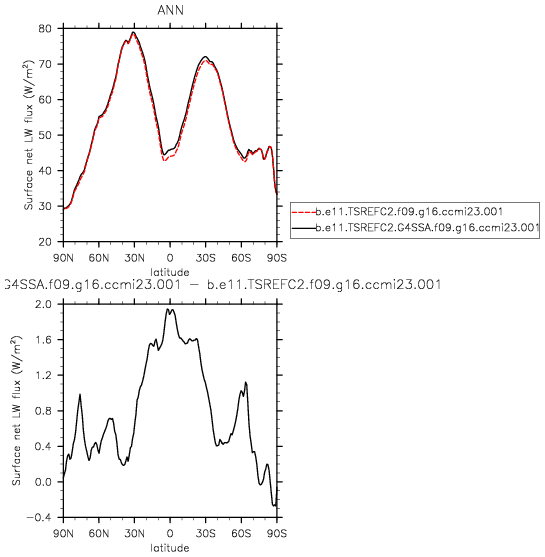 ANN
80
70
60
50
40
30
20
Surface net LW flux (W/m²)
90N 60N 30N 0 30S 60S 90S
latitude
b.e11.TSREFC2.f09.g16.ccmi23.001
b.e11.TSREFC2.G4SSA.f09.g16.ccmi23.001
G4SSA.f09.g16.ccmi23.001 - b.e11.TSREFC2.f09.g16.ccmi23.001
2.0
1.6
1.2
0.8
0.4
0.0
-0.4
Surface net LW flux (W/m²)
90N 60N 30N 0 30S 60S 90S
latitude